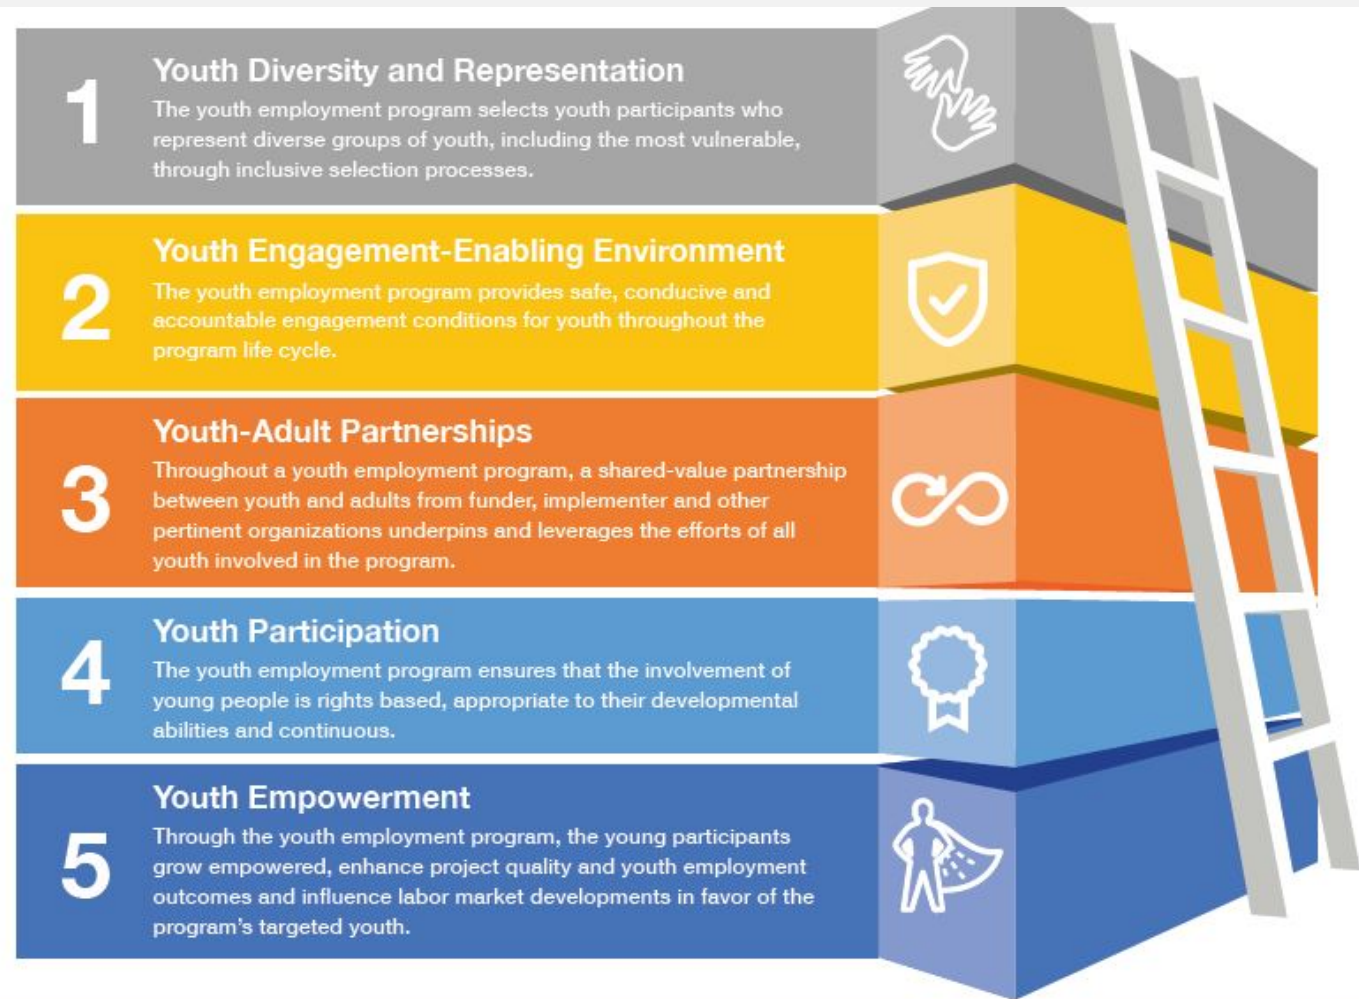 1
Youth Diversity and Representation
The youth employment program selects youth participants who
represent diverse groups of youth, including the most vulnerable,
through inclusive selection processes.
2
Youth Engagement-Enabling Environment
The youth employment program provides safe, conducive and
accountable engagement conditions for youth throughout the
program life cycle.
3
Youth-Adult Partnerships
Throughout a youth employment program, a shared-value partnership
between youth and adults from funder, implementer and other
pertinent organizations underpins and leverages the efforts of all
youth involved in the program.
4
Youth Participation
The youth employment program ensures that the involvement of
young people is rights based, appropriate to their developmental
abilities and continuous.
5
Youth Empowerment
Through the youth employment program, the young participants
grow empowered, enhance project quality and youth employment
outcomes and influence labor market developments in favor of the
program's targeted youth.